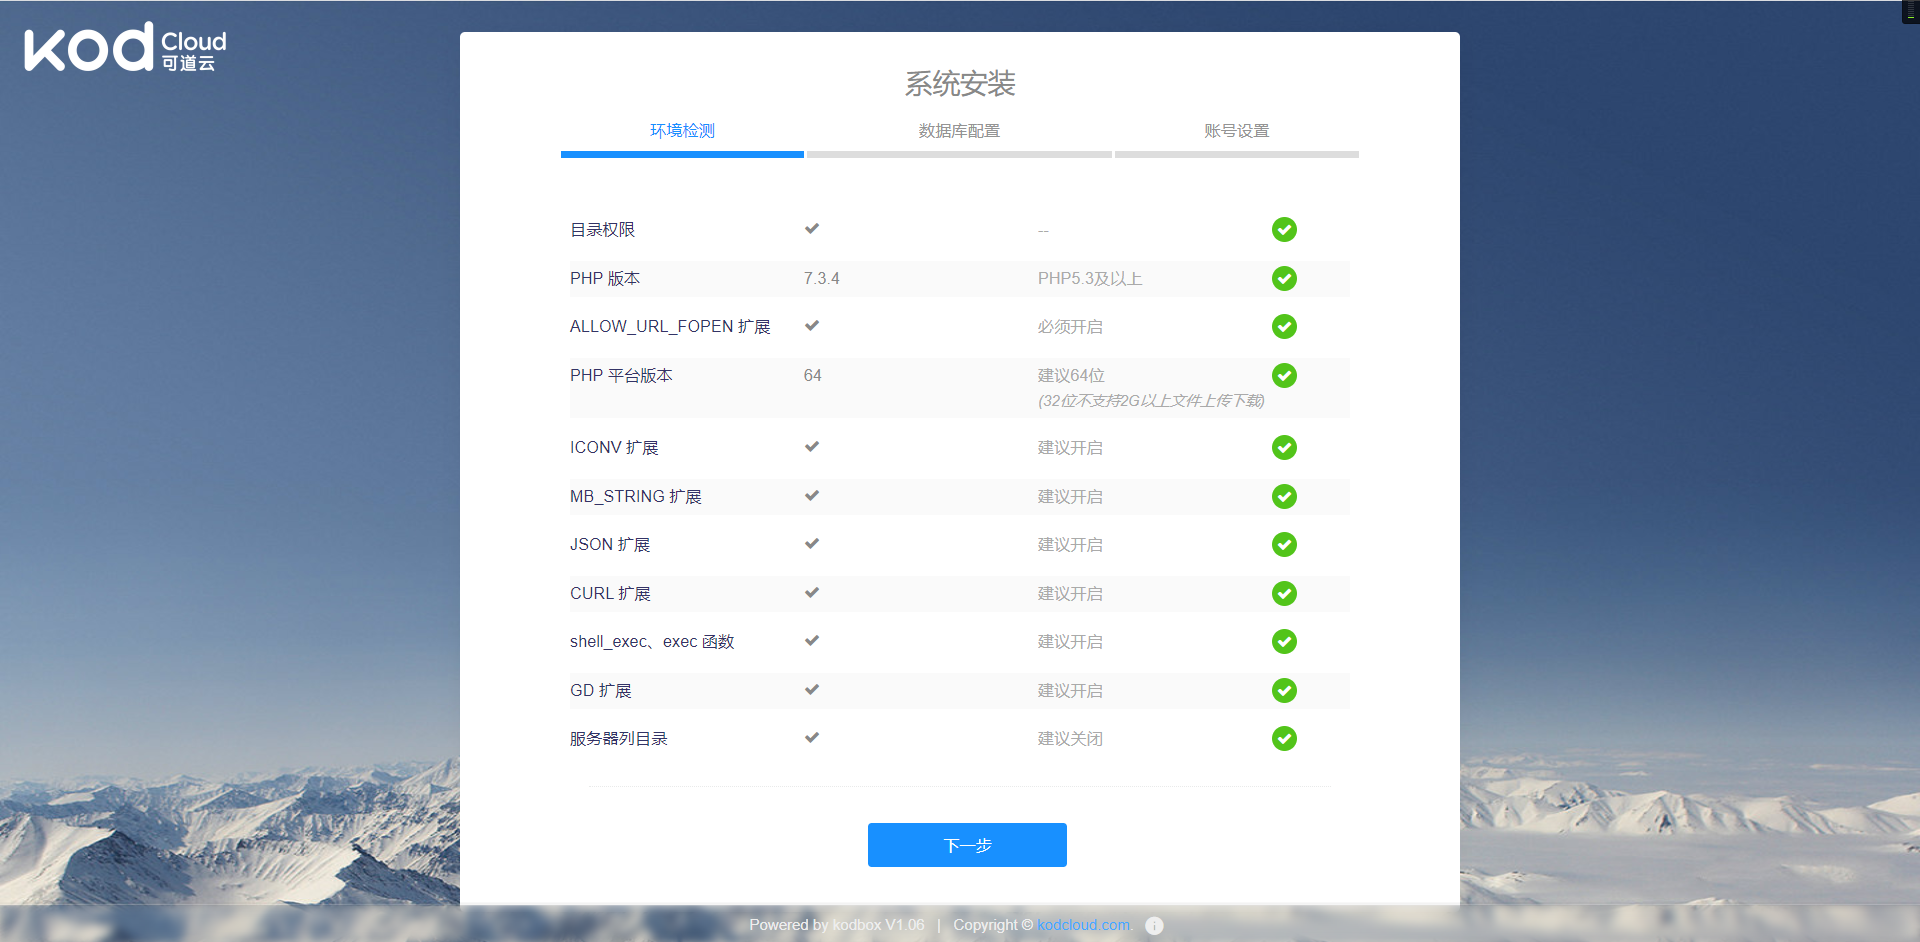 kod Cloud
可道云
系统安装
环境检测 数据库配置 账号设置
目录权限 --
PHP 版本 7.3.4 PHP5.3及以上
ALLOW_URL_FOPEN 扩展 必须开启
PHP 平台版本 64 建议64位
(32位不支持2G以上文件上传下载)
ICONV 扩展 建议开启
MB_STRING 扩展 建议开启
JSON 扩展 建议开启
CURL 扩展 建议开启
shell_exec、exec 函数 建议开启
GD 扩展 建议开启
服务器列目录 建议关闭
下一步
Powered by kodbox V1.06 | Copyright © kodcloud.com.